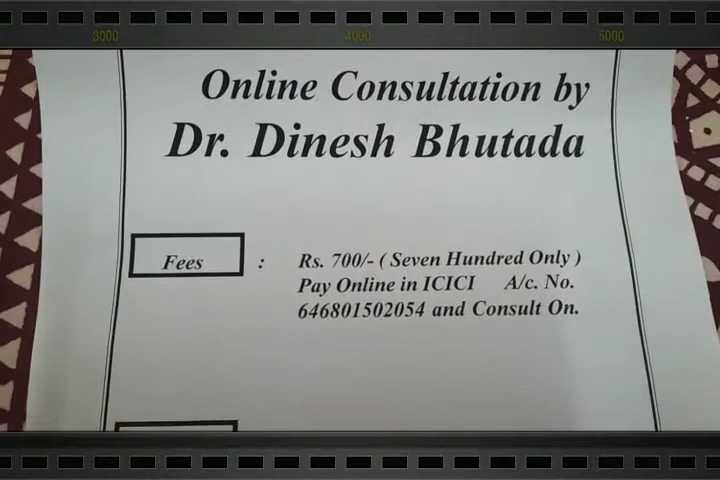 3000 4000 5000
Online Consultation by
Dr. Dinesh Bhutada
Fees : Rs. 700/- ( Seven Hundred Only )
Pay Online in ICICI A/c. No.
646801502054 and Consult On.